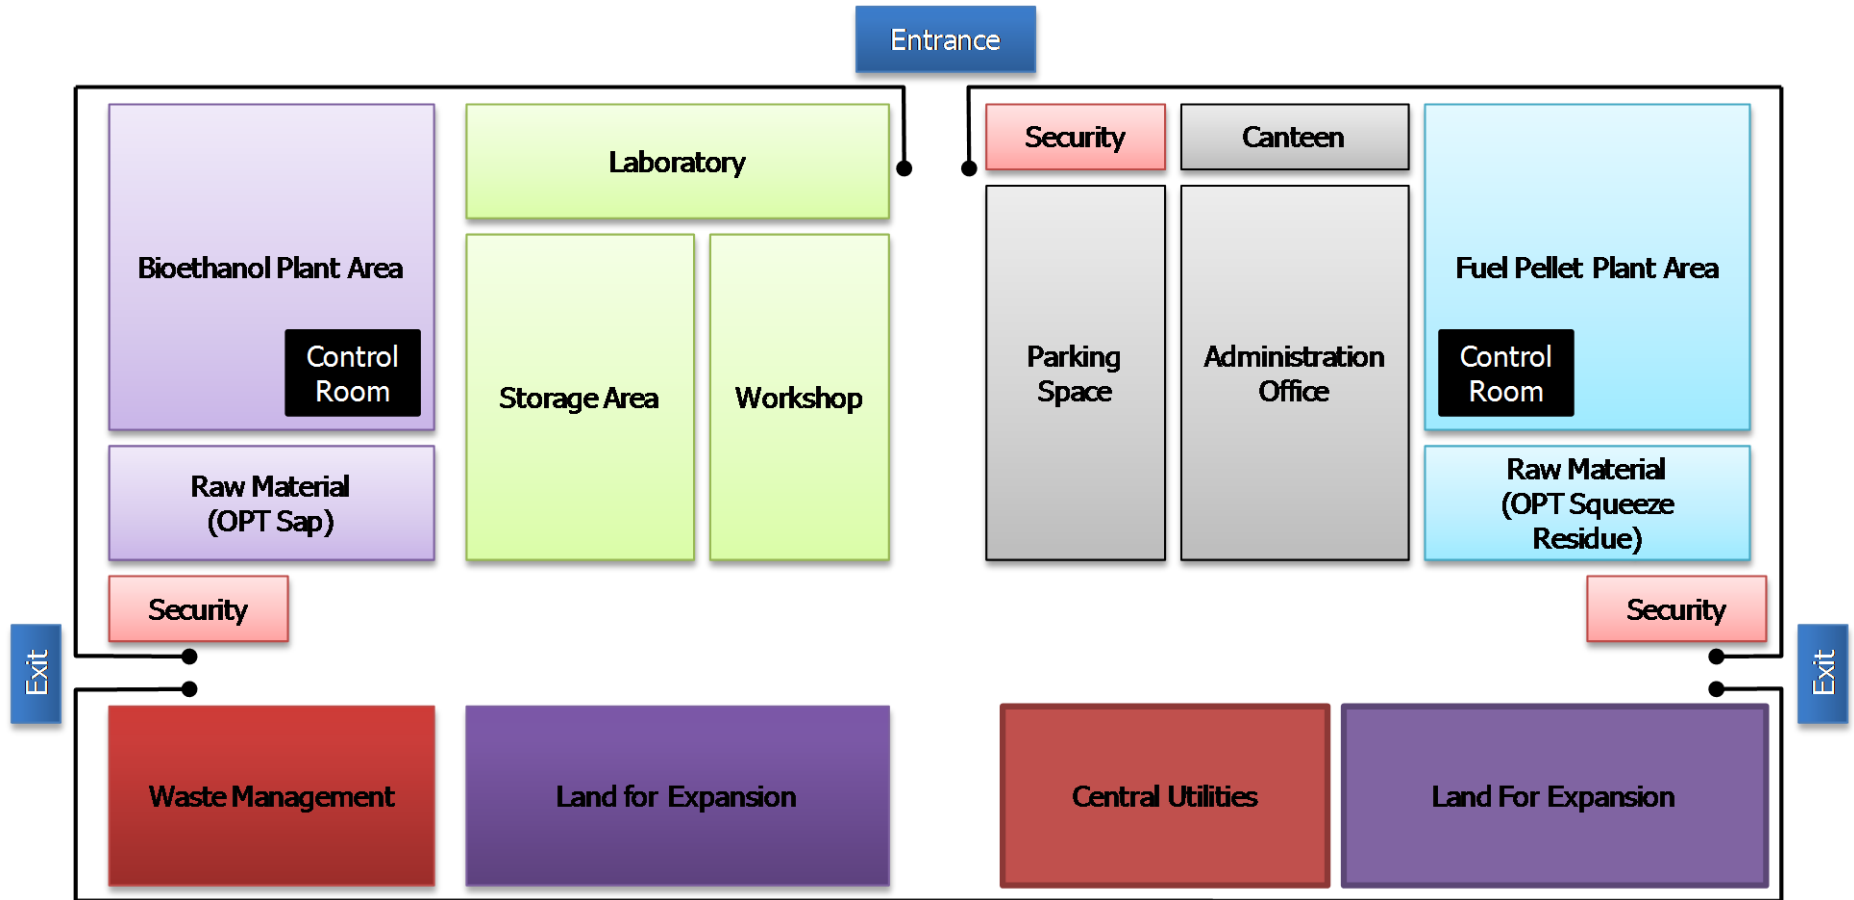 Entrance
Security
Canteen
Laboratory
Bioethanol Plant Area
Fuel Pellet Plant Area
Control
Room
Storage Area
Workshop
Parking
Space
Administration
Office
Control
Room
Raw Material
(OPT Sap)
Raw Material
(OPT Squeeze
Residue)
Security
Security
Exit
Exit
Waste Management
Land for Expansion
Central Utilities
Land For Expansion